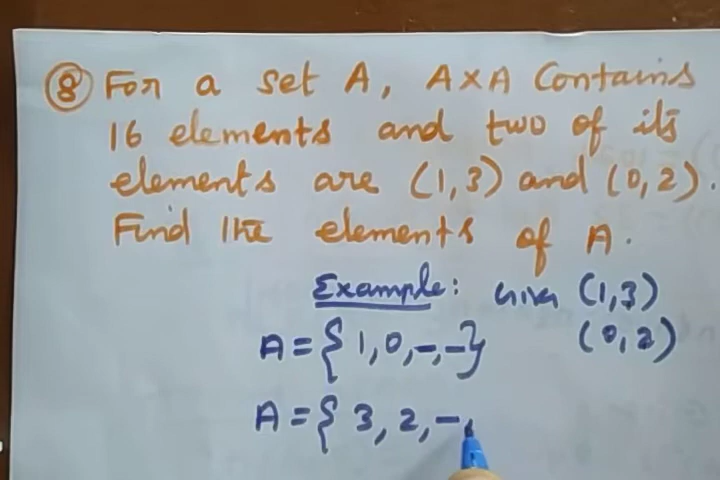 8 For a set A, A×A Contains
16 elements and two of its
elements are (1,3) and (0,2).
Find the elements of A.
Example: Given (1,3)
A={1,0,-,-} (0,2)
A={3,2,-,